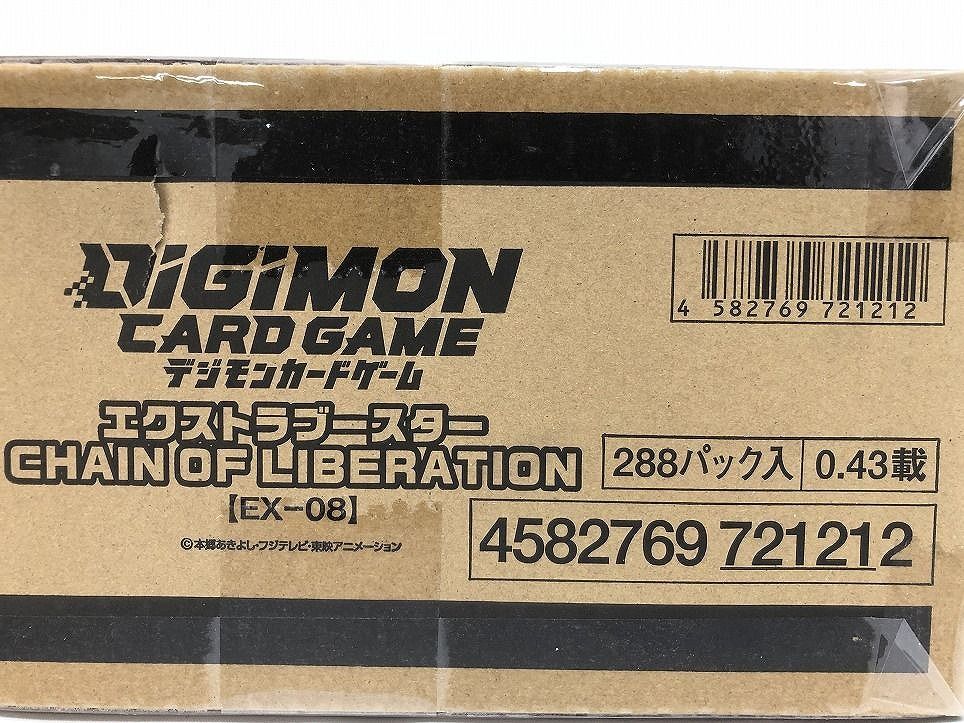 DiGiMON
CARD GAME
デジモンカードゲーム
エクストラブースター
CHAIN OF LIBERATION
【EX-08】
©本郷あきよし・フジテレビ・東映アニメーション
4 582769 721212
288パック入 0.43載
4582769 721212